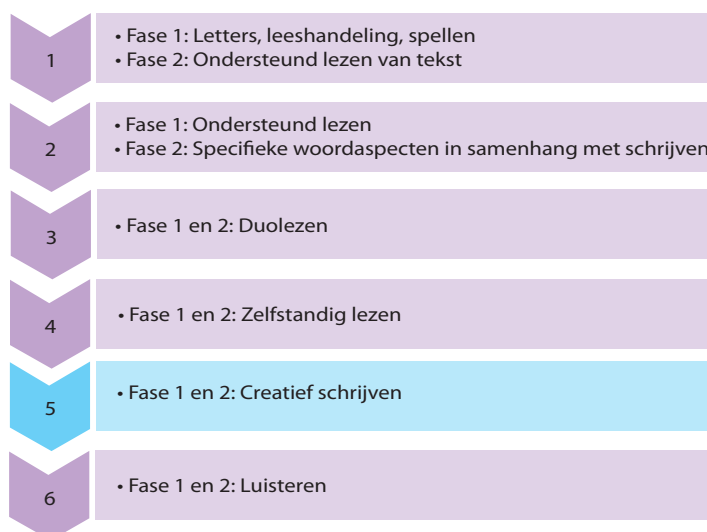 1
• Fase 1: Letters, leeshandeling, spellen
• Fase 2: Ondersteund lezen van tekst
2
• Fase 1: Ondersteund lezen
• Fase 2: Specifieke woordaspecten in samenhang met schrijven
3
• Fase 1 en 2: Duolezen
4
• Fase 1 en 2: Zelfstandig lezen
5
• Fase 1 en 2: Creatief schrijven
6
• Fase 1 en 2: Luisteren